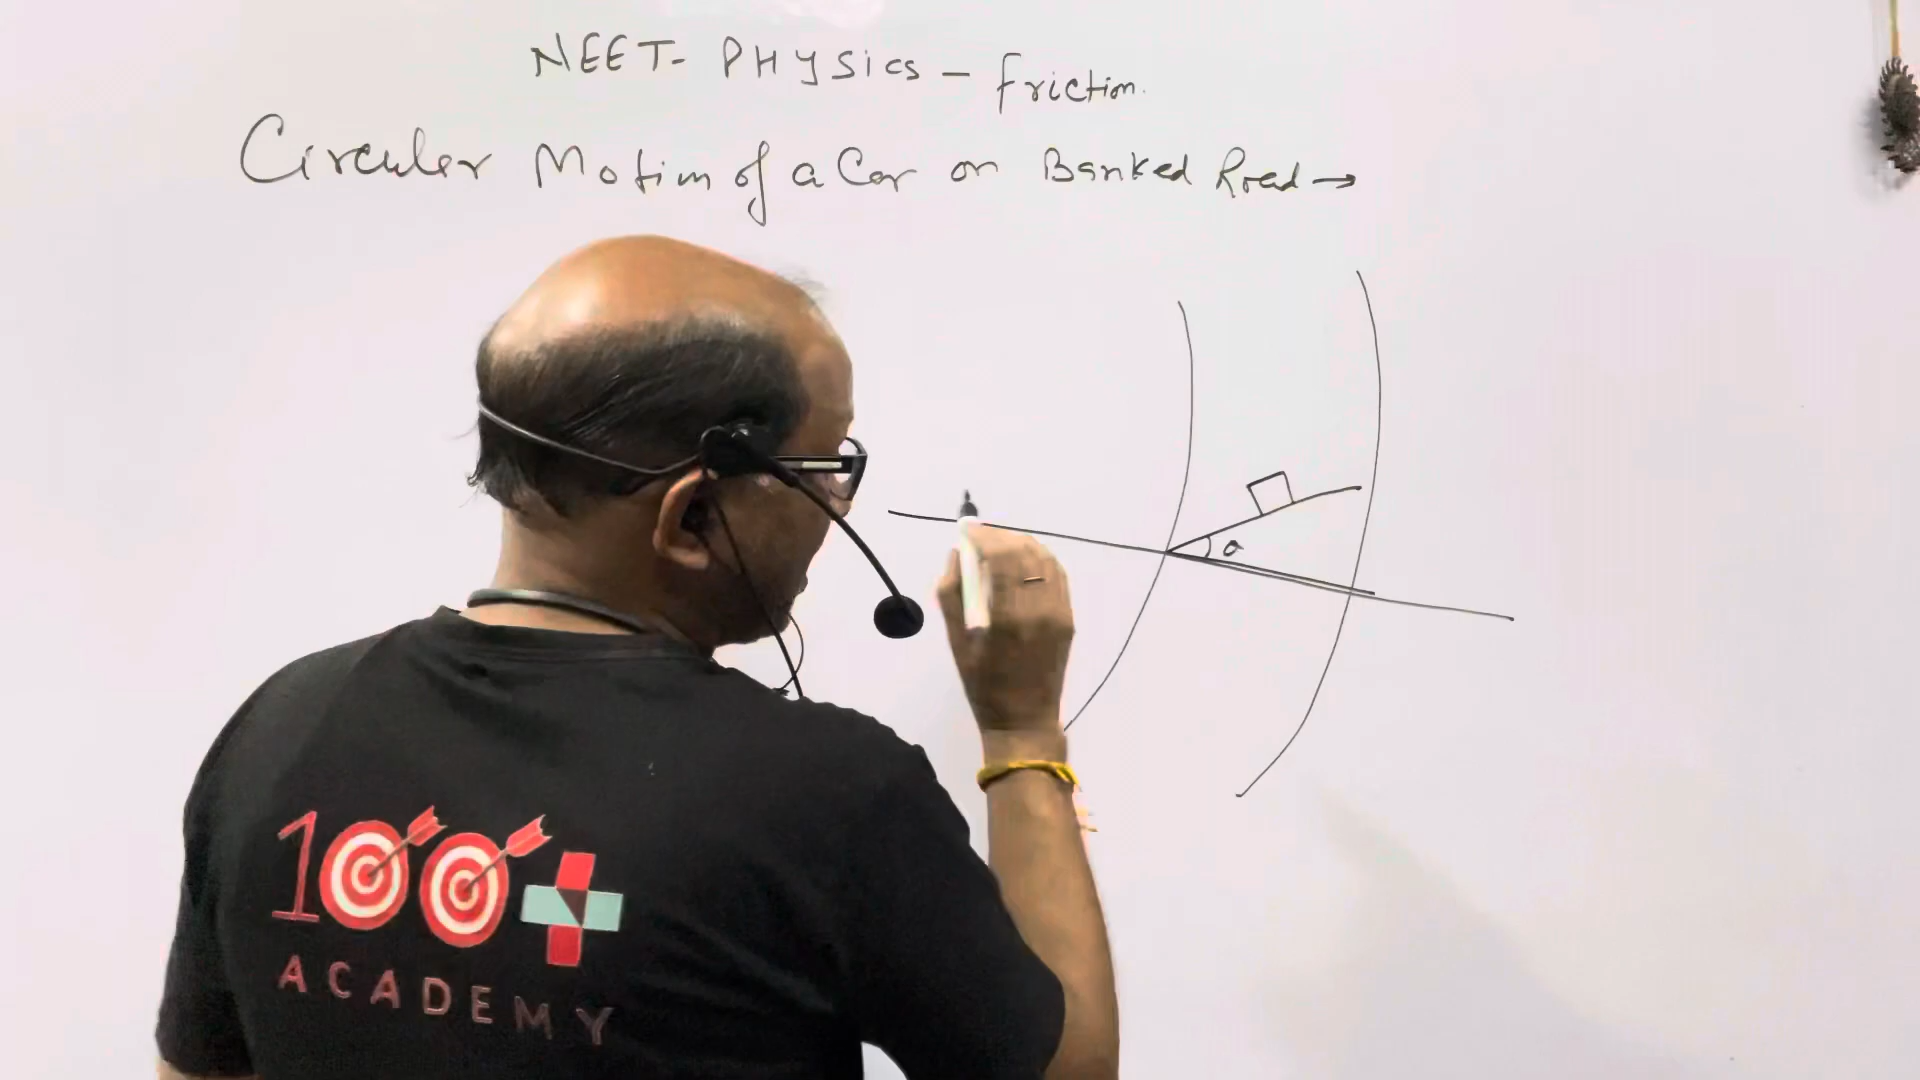 NEET- PHYSICS - Friction.
Circular Motion of a Car on Banked Road →
θ
100+
ACADEMY